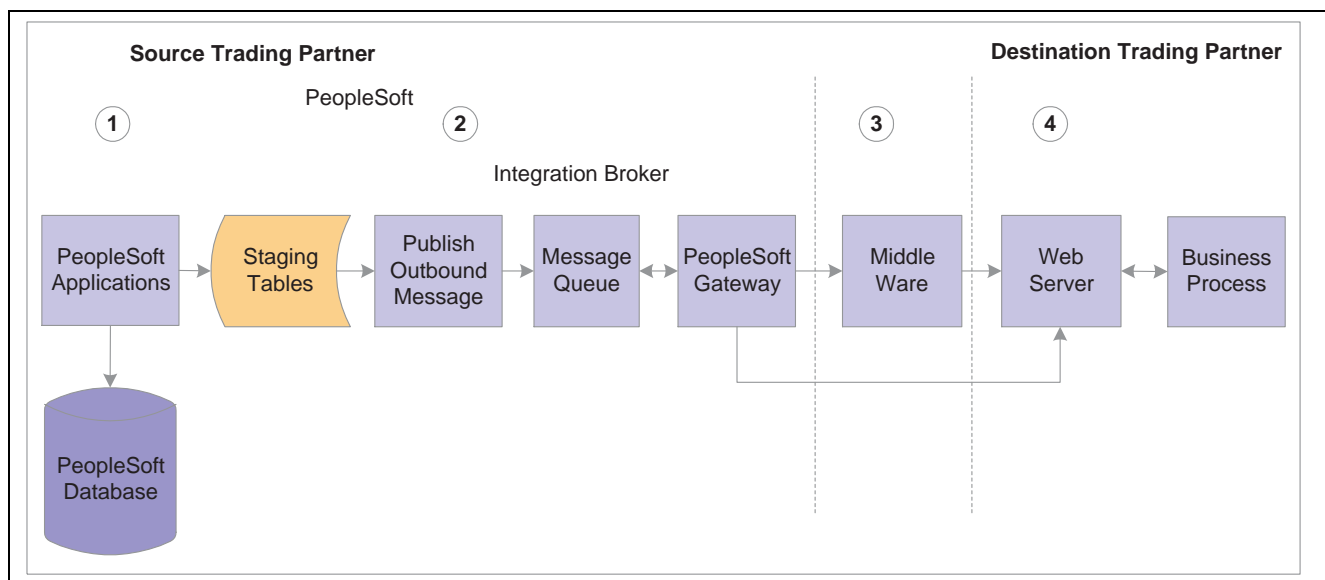 Source Trading Partner
Destination Trading Partner
PeopleSoft
1
2
3
4
Integration Broker
PeopleSoft
Applications
Staging
Tables
Publish
Outbound
Message
Message
Queue
PeopleSoft
Gateway
Middle
Ware
Web
Server
Business
Process
PeopleSoft
Database